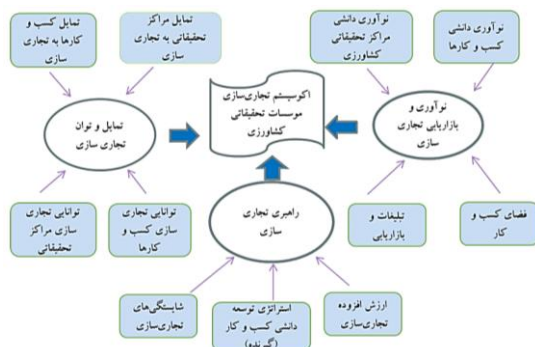 نوآوری دانشی
کسب و کارها
نوآوری دانشی
مراکز تحقیقاتی
کشاورزی
تمایل مراکز
تحقیقاتی به تجاری
سازی
تمایل کسب و
کارها به تجاری
سازی
اکوسیستم تجاری‌سازی
موسسات تحقیقاتی
کشاورزی
نوآوری و
بازاریابی تجاری
سازی
تمایل و توان
تجاری سازی
راهبری تجاری
سازی
فضای کسب و
کار
تبلیغات و
بازاریابی
توانایی تجاری
سازی کسب و
کارها
توانایی تجاری
سازی مراکز
تحقیقاتی
ارزش افزوده
تجاری‌سازی
استراتژی توسعه
دانشی کسب و کار
(گیرنده)
شایستگی‌های
تجاری‌سازی